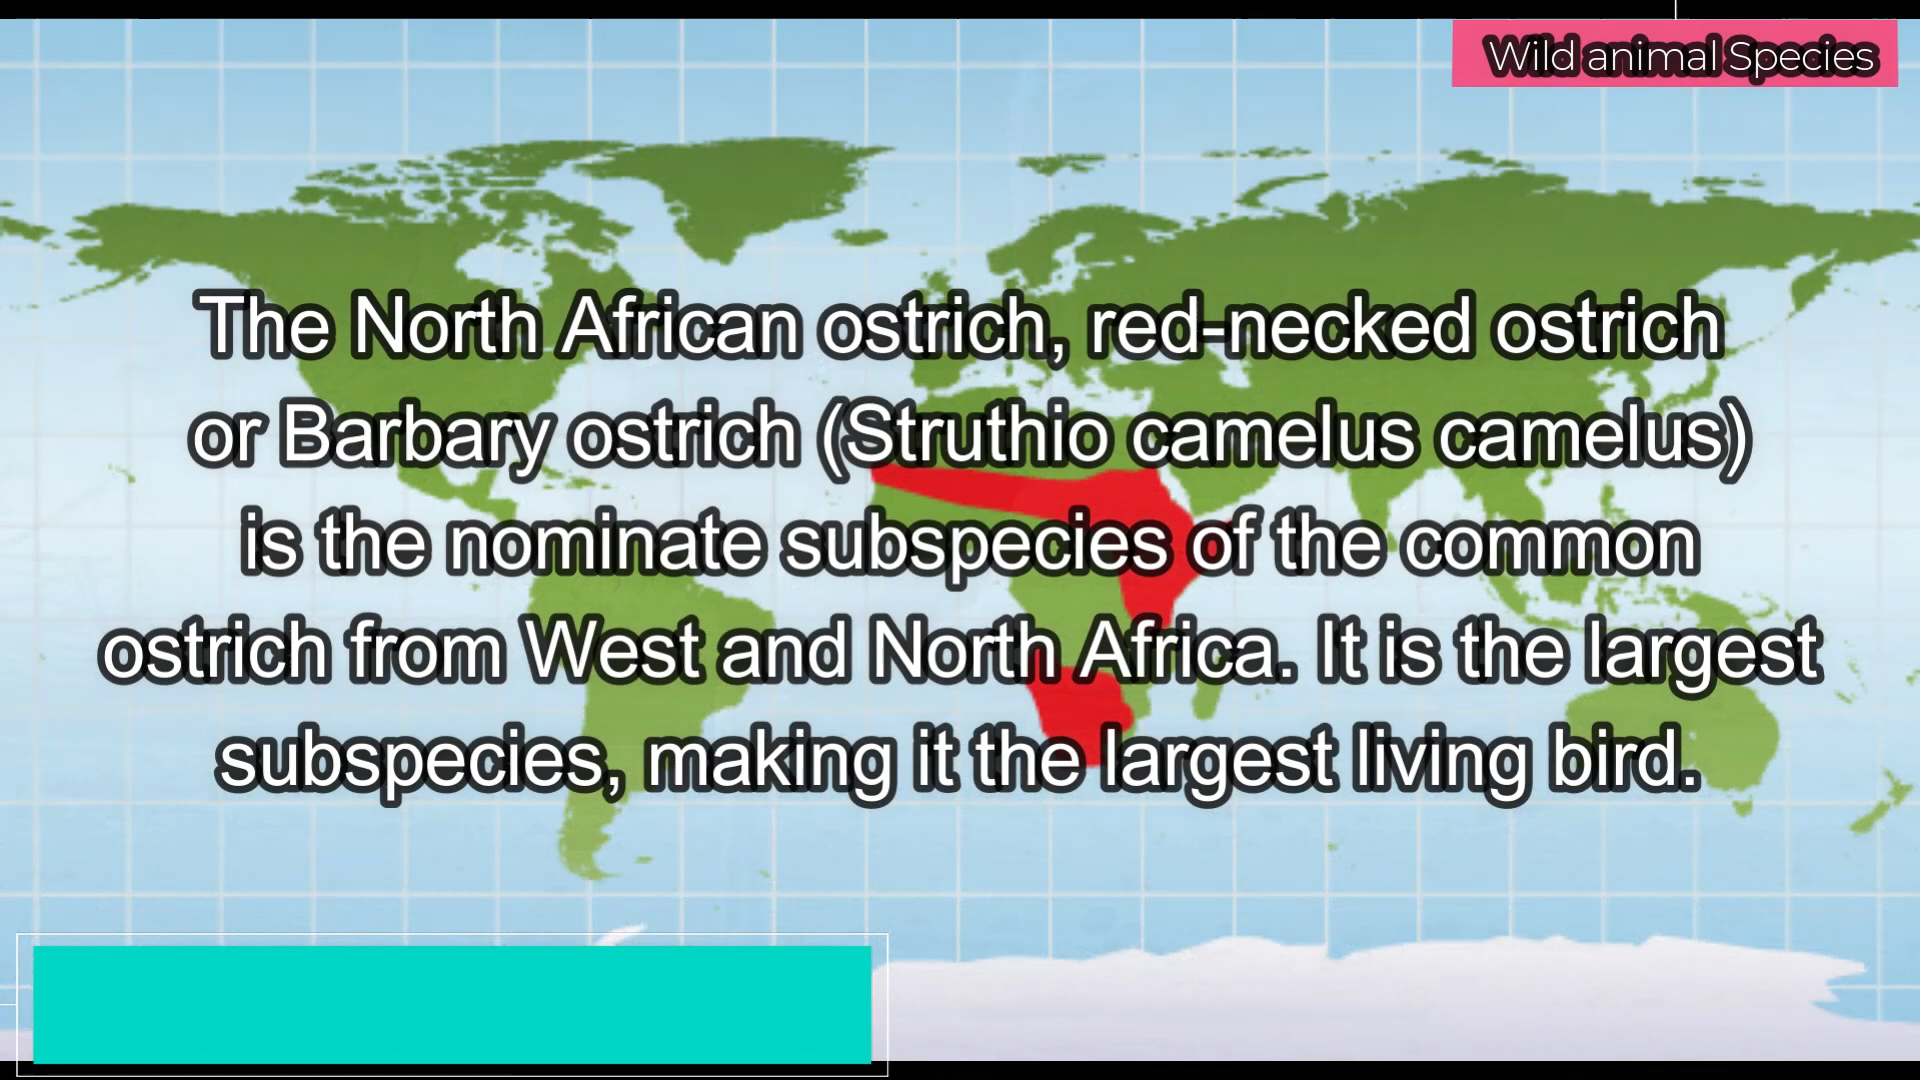 Wild animal Species
The North African ostrich, red-necked ostrich
or Barbary ostrich (Struthio camelus camelus)
is the nominate subspecies of the common
ostrich from West and North Africa. It is the largest
subspecies, making it the largest living bird.